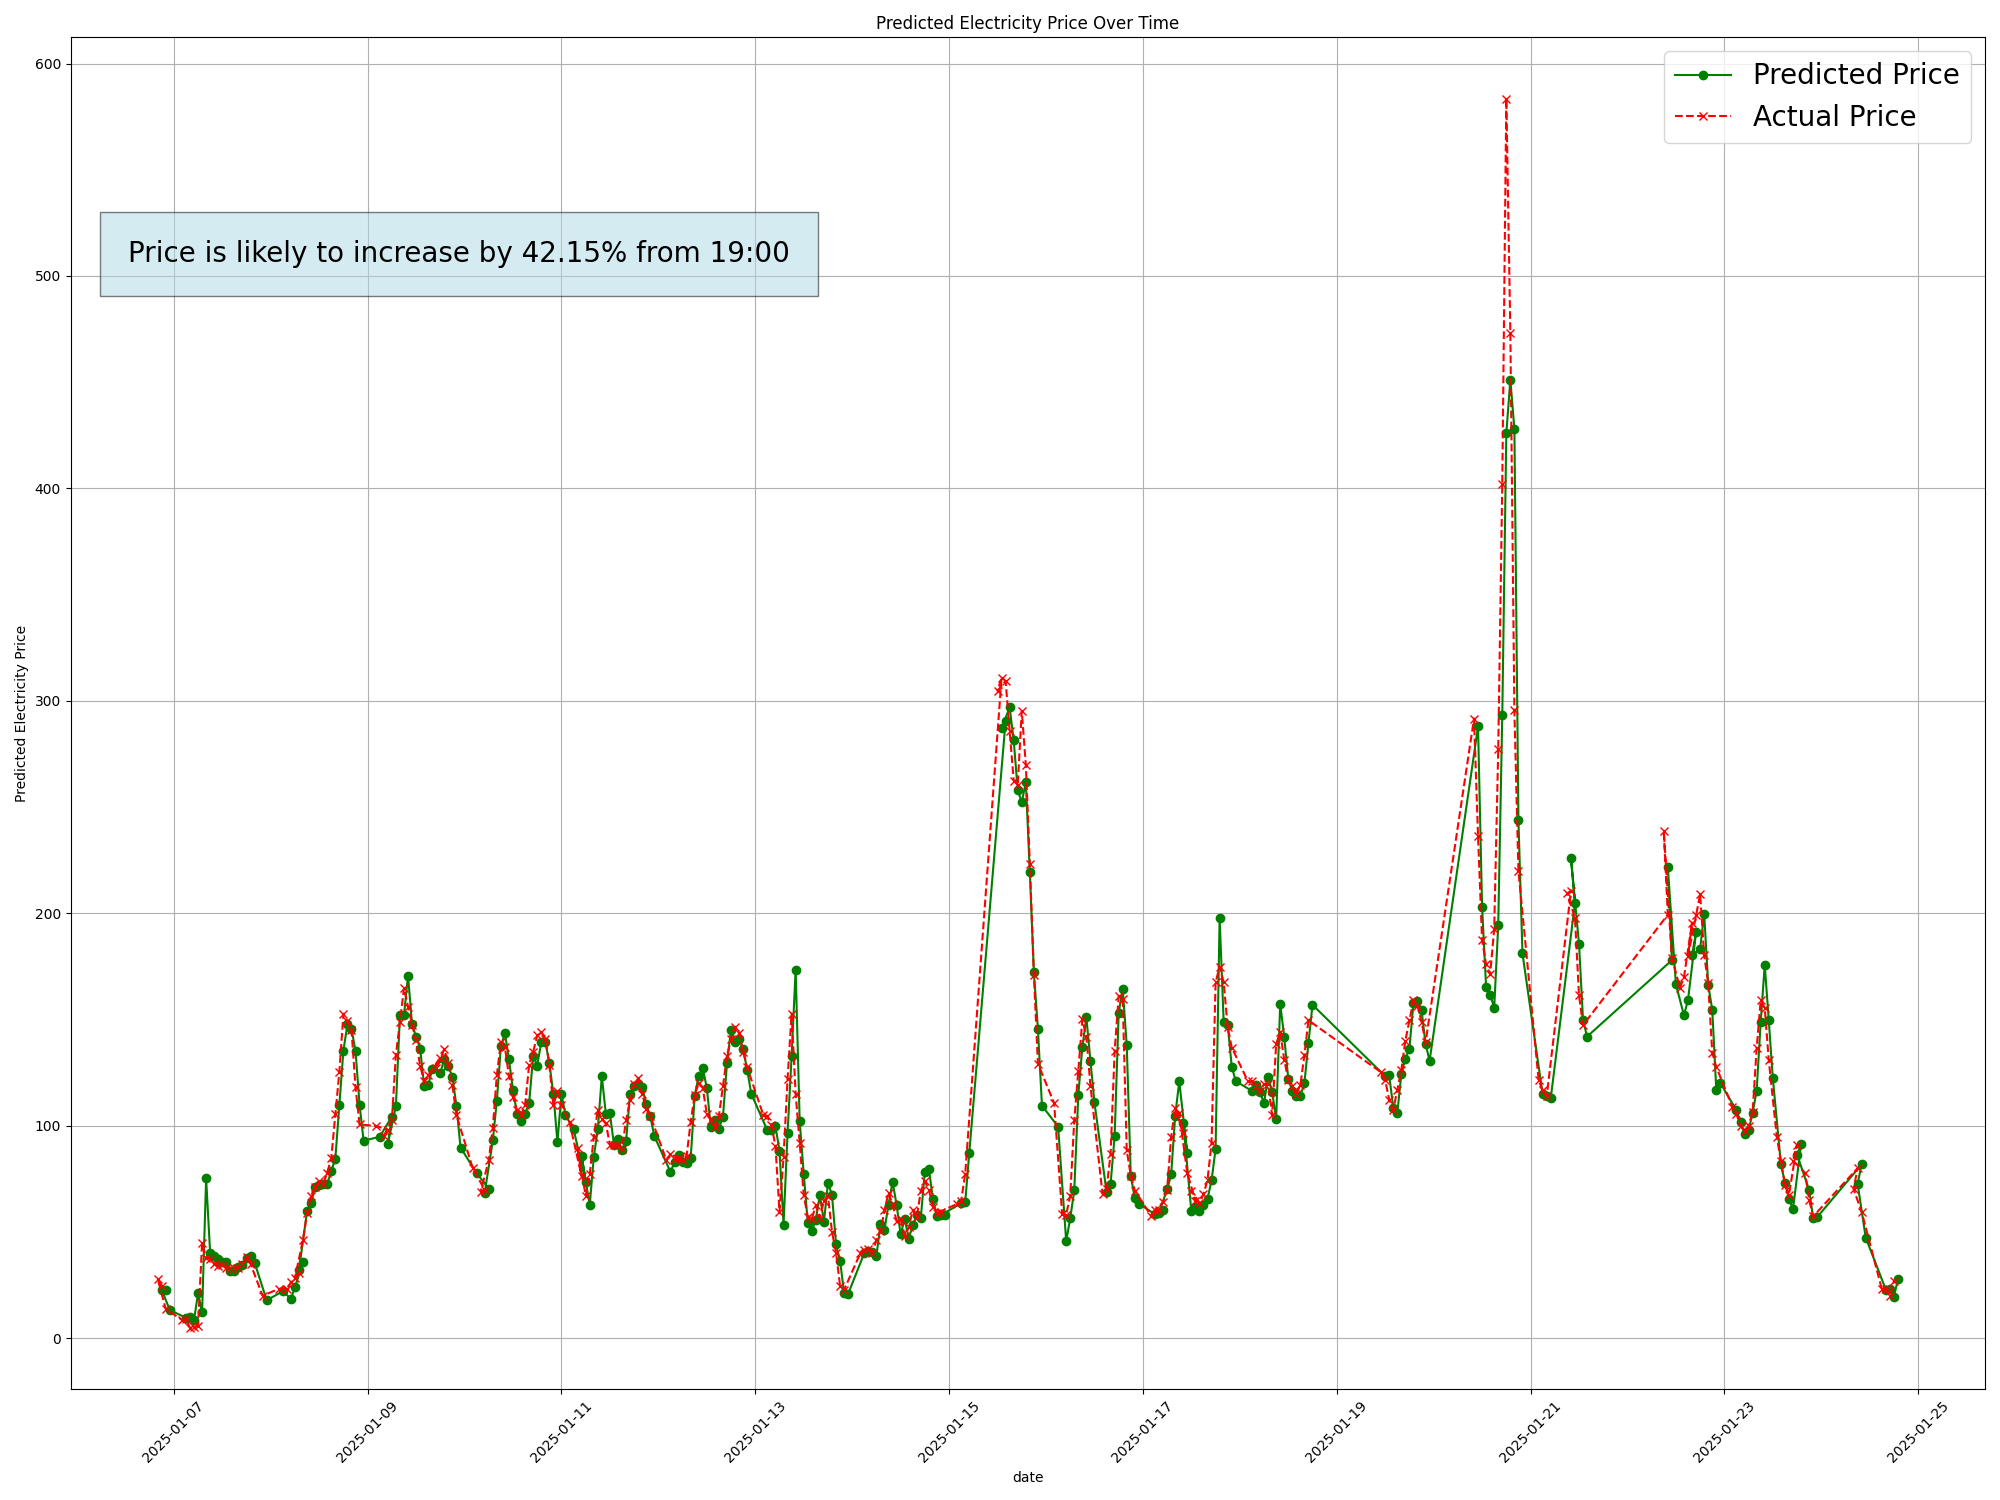 Predicted Electricity Price Over Time
Predicted Price
Actual Price
Price is likely to increase by 42.15% from 19:00
Predicted Electricity Price
600
500
400
300
200
100
0
2025-01-07
2025-01-09
2025-01-11
2025-01-13
2025-01-15
2025-01-17
2025-01-19
2025-01-21
2025-01-23
2025-01-25
date